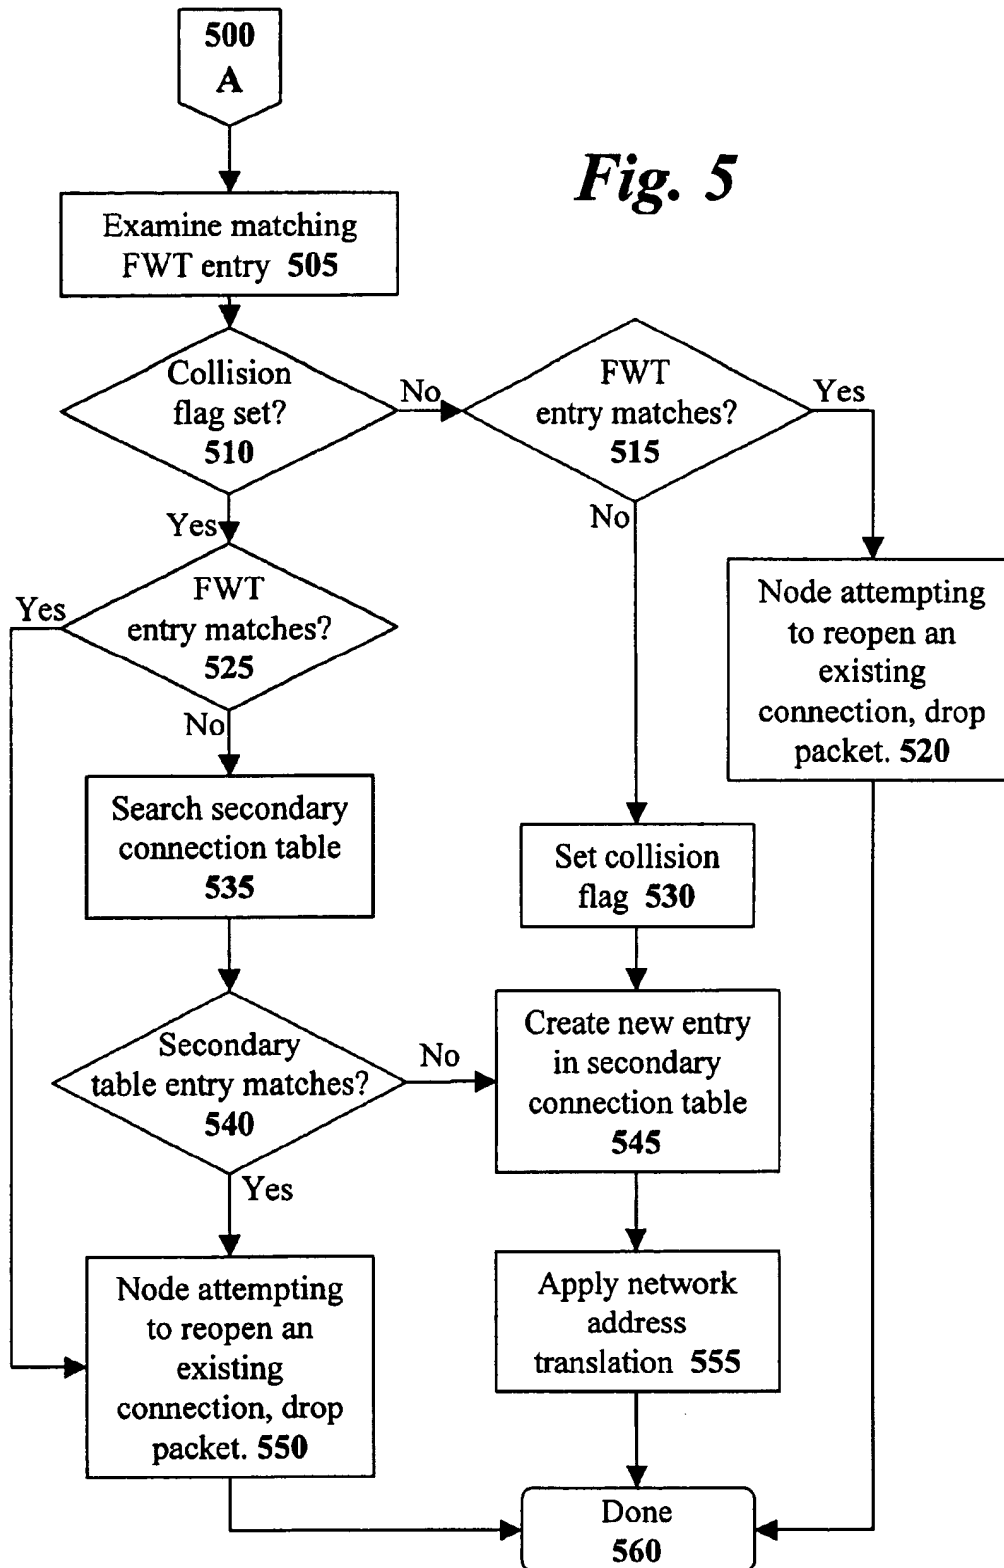 500
A
Fig. 5
Examine matching
FWT entry 505
Collision
flag set?
510
No
FWT
entry matches?
515
Yes
Yes
No
FWT
entry matches?
525
Yes
No
Node attempting
to reopen an
existing
connection, drop
packet. 520
Search secondary
connection table
535
Set collision
flag 530
Secondary
table entry matches?
540
No
Create new entry
in secondary
connection table
545
Yes
Node attempting
to reopen an
existing
connection, drop
packet. 550
Apply network
address
translation 555
Done
560